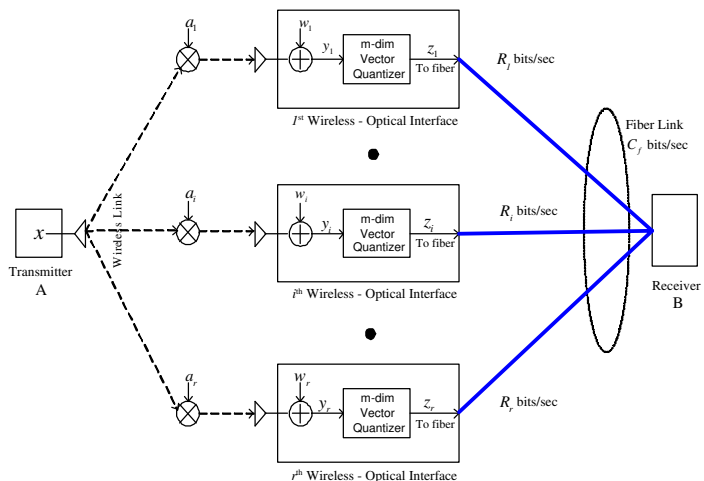 a₁
w₁
y₁
m-dim
Vector
Quantizer
z₁
To fiber
R₁ bits/sec
1ˢᵗ Wireless - Optical Interface
Fiber Link
C_f bits/sec
x
Transmitter
A
Wireless Link
aᵢ
wᵢ
yᵢ
m-dim
Vector
Quantizer
zᵢ
To fiber
Rᵢ bits/sec
iᵗʰ Wireless - Optical Interface
Receiver
B
aᵣ
wᵣ
yᵣ
m-dim
Vector
Quantizer
zᵣ
To fiber
Rᵣ bits/sec
rᵗʰ Wireless - Optical Interface